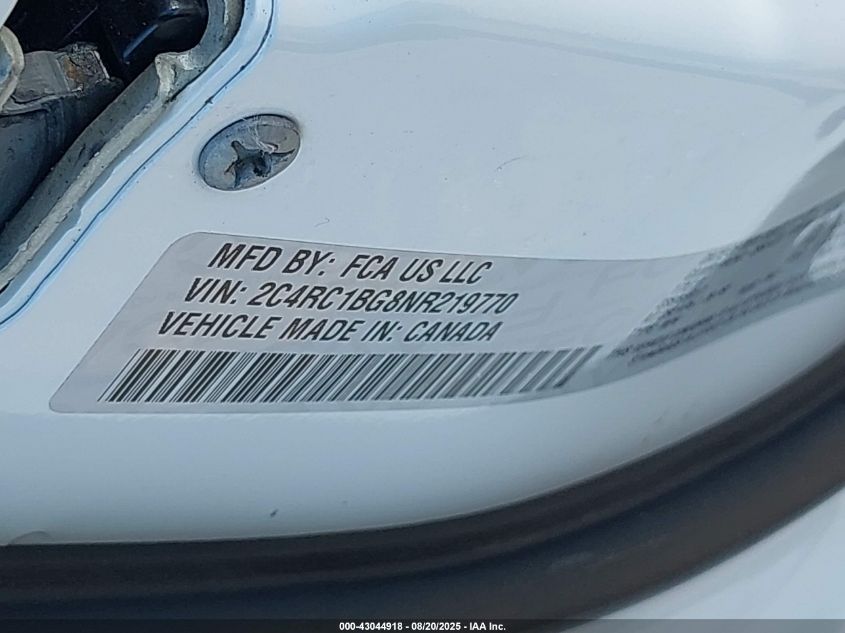 MFD BY: FCA US LLC
VIN: 2C4RC1BG8NR219770
VEHICLE MADE IN: CANADA
000-43044918 - 08/20/2025 - IAA Inc.